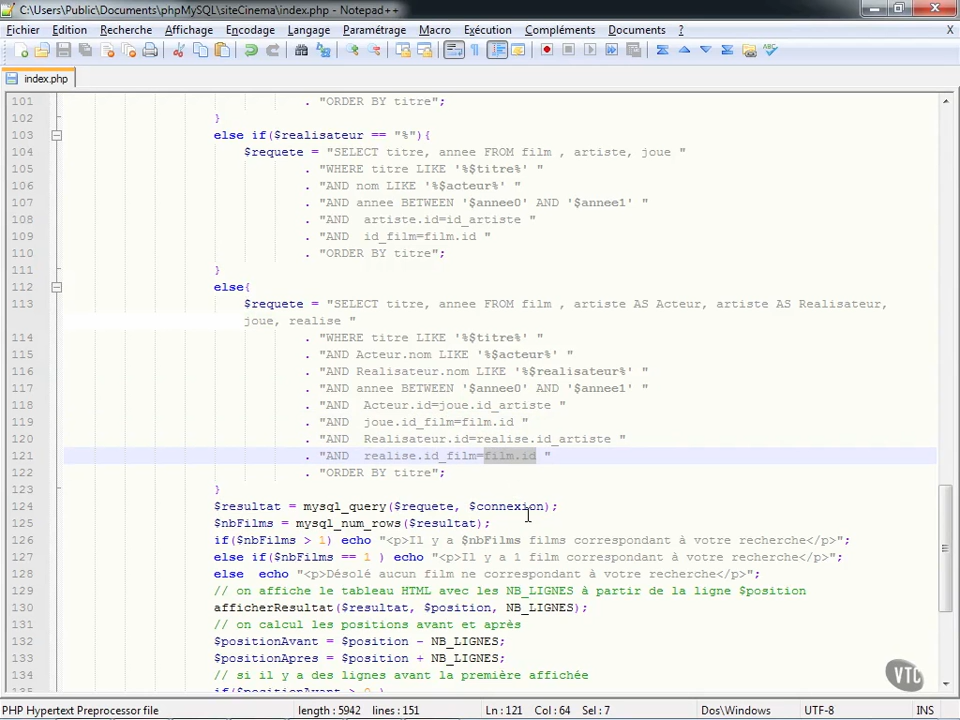 C:\Users\Public\Documents\phpMySQL\siteCinema\index.php - Notepad++
Fichier Edition Recherche Affichage Encodage Langage Paramétrage Macro Exécution Compléments Documents ? X
index.php
101 . "ORDER BY titre";
102 }
103 else if($realisateur == "%"){
104 $requete = "SELECT titre, annee FROM film , artiste, joue "
105 . "WHERE titre LIKE '%$titre%' "
106 . "AND nom LIKE '%$acteur%' "
107 . "AND annee BETWEEN '$annee0' AND '$annee1' "
108 . "AND  artiste.id=id_artiste "
109 . "AND  id_film=film.id "
110 . "ORDER BY titre";
111 }
112 else{
113 $requete = "SELECT titre, annee FROM film , artiste AS Acteur, artiste AS Realisateur,
joue, realise "
114 . "WHERE titre LIKE '%$titre%' "
115 . "AND Acteur.nom LIKE '%$acteur%' "
116 . "AND Realisateur.nom LIKE '%$realisateur%' "
117 . "AND annee BETWEEN '$annee0' AND '$annee1' "
118 . "AND  Acteur.id=joue.id_artiste "
119 . "AND  joue.id_film=film.id "
120 . "AND  Realisateur.id=realise.id_artiste "
121 . "AND  realise.id_film=film.id "
122 . "ORDER BY titre";
123 }
124 $resultat = mysql_query($requete, $connexion);
125 $nbFilms = mysql_num_rows($resultat);
126 if($nbFilms > 1) echo "<p>Il y a $nbFilms films correspondant à votre recherche</p>";
127 else if($nbFilms == 1 ) echo "<p>Il y a 1 film correspondant à votre recherche</p>";
128 else  echo "<p>Désolé aucun film ne correspondant à votre recherche</p>";
129 // on affiche le tableau HTML avec les NB_LIGNES à partir de la ligne $position
130 afficherResultat($resultat, $position, NB_LIGNES);
131 // on calcul les positions avant et après
132 $positionAvant = $position - NB_LIGNES;
133 $positionApres = $position + NB_LIGNES;
134 // si il y a des lignes avant la première affichée
135 if($positionAvant > 0
VTC
PHP Hypertext Preprocessor file length : 5942 lines : 151 Ln : 121 Col : 64 Sel : 7 Dos\Windows UTF-8 INS